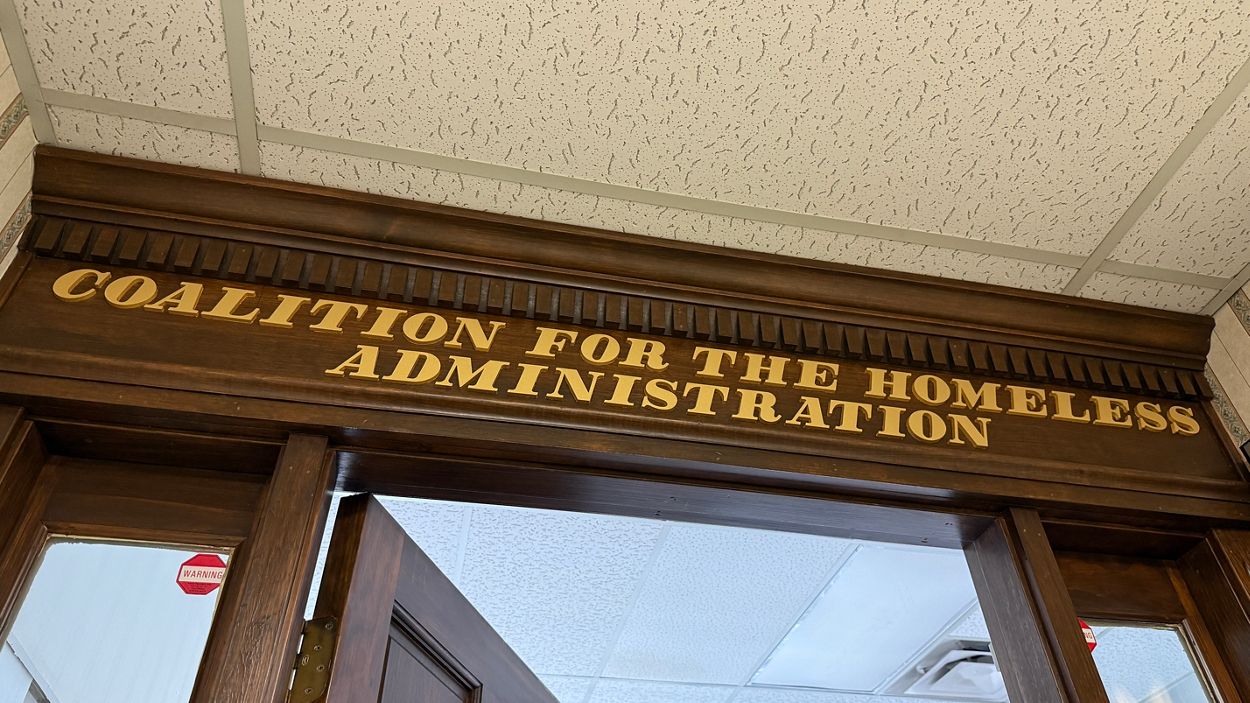 COALITION FOR THE HOMELESS
ADMINISTRATION
WARNING